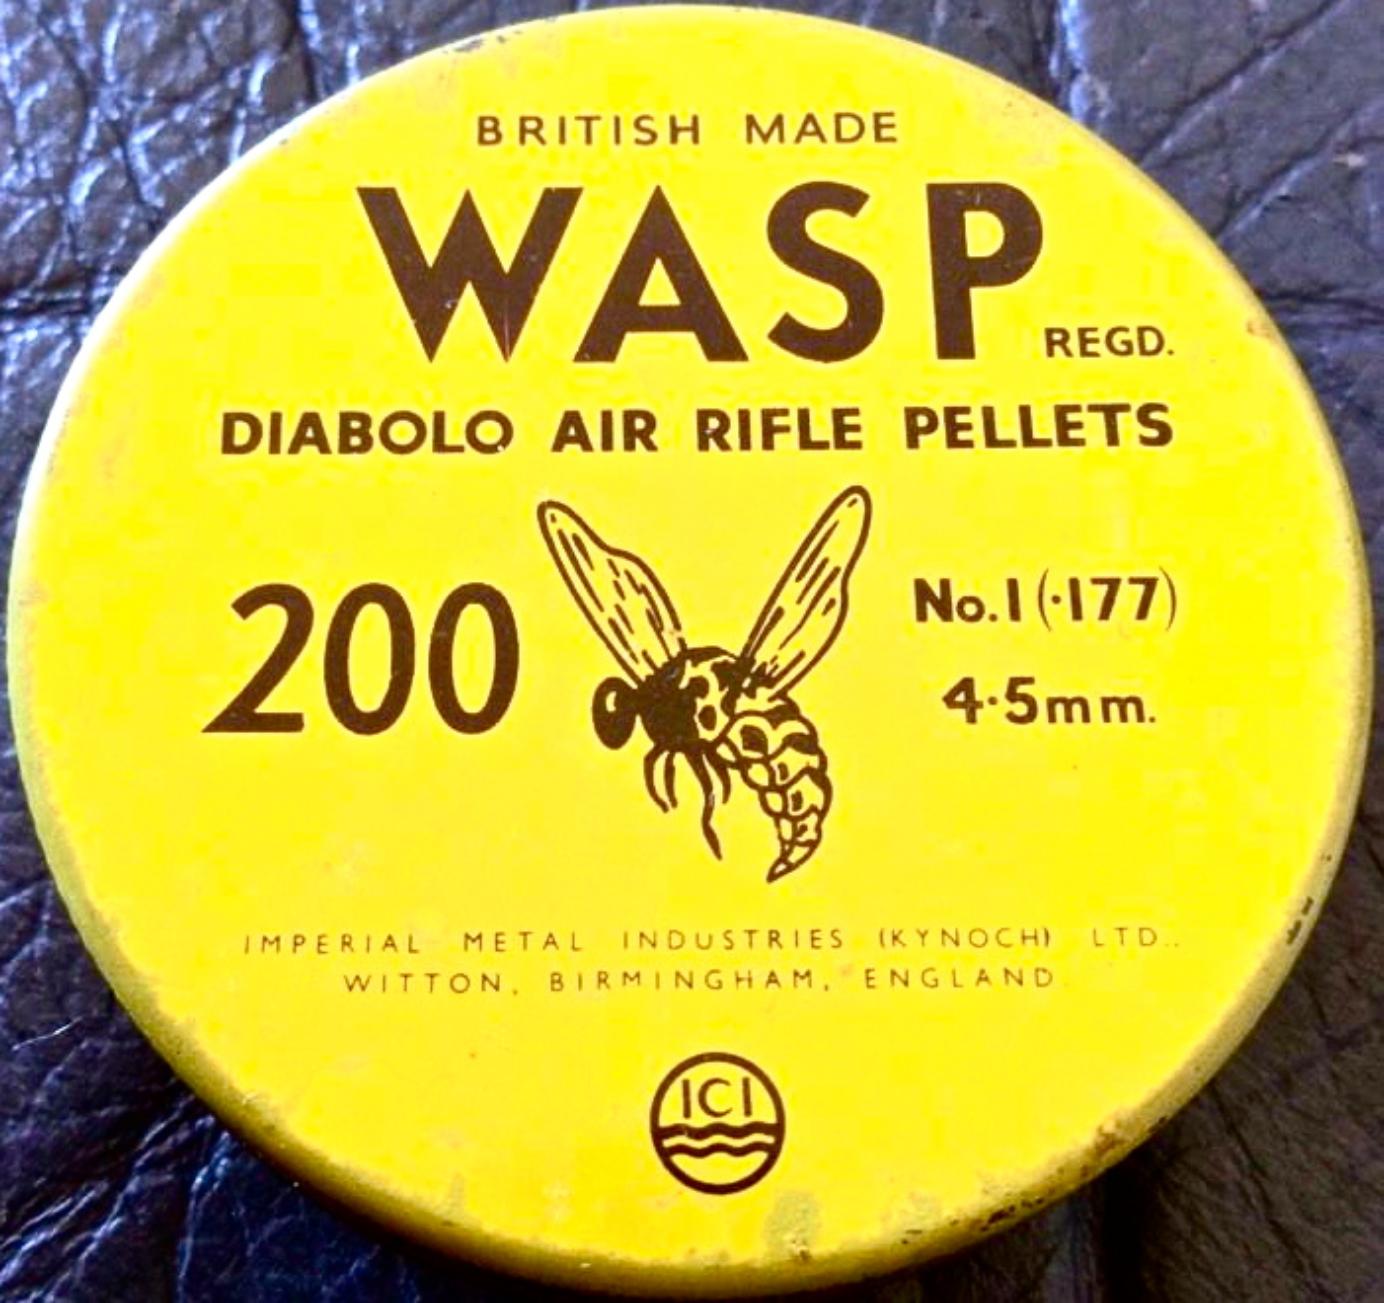 BRITISH MADE
WASP REGD.
DIABOLO AIR RIFLE PELLETS
200
No.1 (·177)
4·5mm.
IMPERIAL METAL INDUSTRIES (KYNOCH) LTD.,
WITTON, BIRMINGHAM, ENGLAND.
ICI